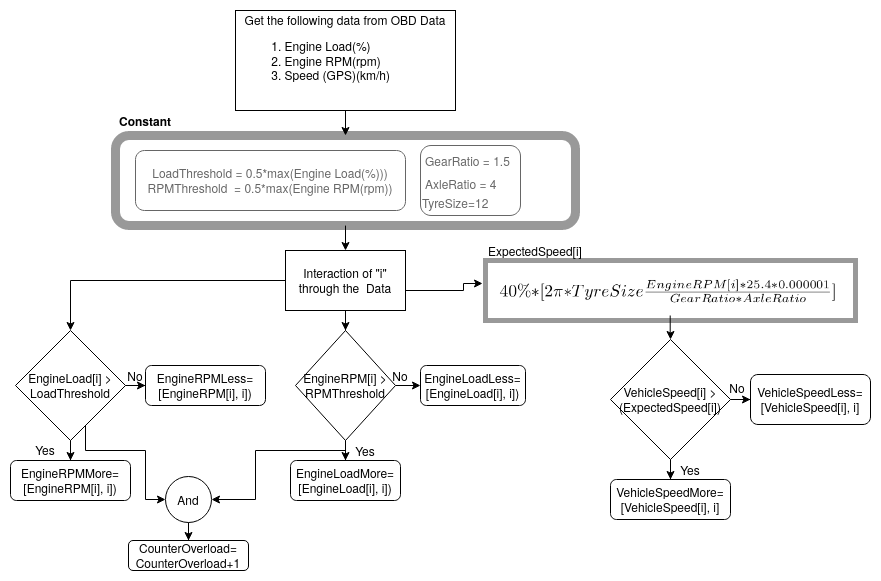 Get the following data from OBD Data
1. Engine Load(%)
2. Engine RPM(rpm)
3. Speed (GPS)(km/h)
Constant
LoadThreshold = 0.5*max(Engine Load(%)))
RPMThreshold = 0.5*max(Engine RPM(rpm))
GearRatio = 1.5
AxleRatio = 4
TyreSize=12
Interaction of "i"
through the Data
ExpectedSpeed[i]
40%*[2π*TyreSize EngineRPM[i]*25.4*0.000001 / GearRatio*AxleRatio ]
EngineLoad[i] >
LoadThreshold
No
EngineRPMLess=
[EngineRPM[i], i])
EngineRPM[i] >
RPMThreshold
No
EngineLoadLess=
[EngineLoad[i], i])
VehicleSpeed[i] >
(ExpectedSpeed[i])
No
VehicleSpeedLess=
[VehicleSpeed[i], i]
Yes
EngineRPMMore=
[EngineRPM[i], i])
Yes
EngineLoadMore=
[EngineLoad[i], i])
Yes
VehicleSpeedMore=
[VehicleSpeed[i], i]
And
CounterOverload=
CounterOverload+1